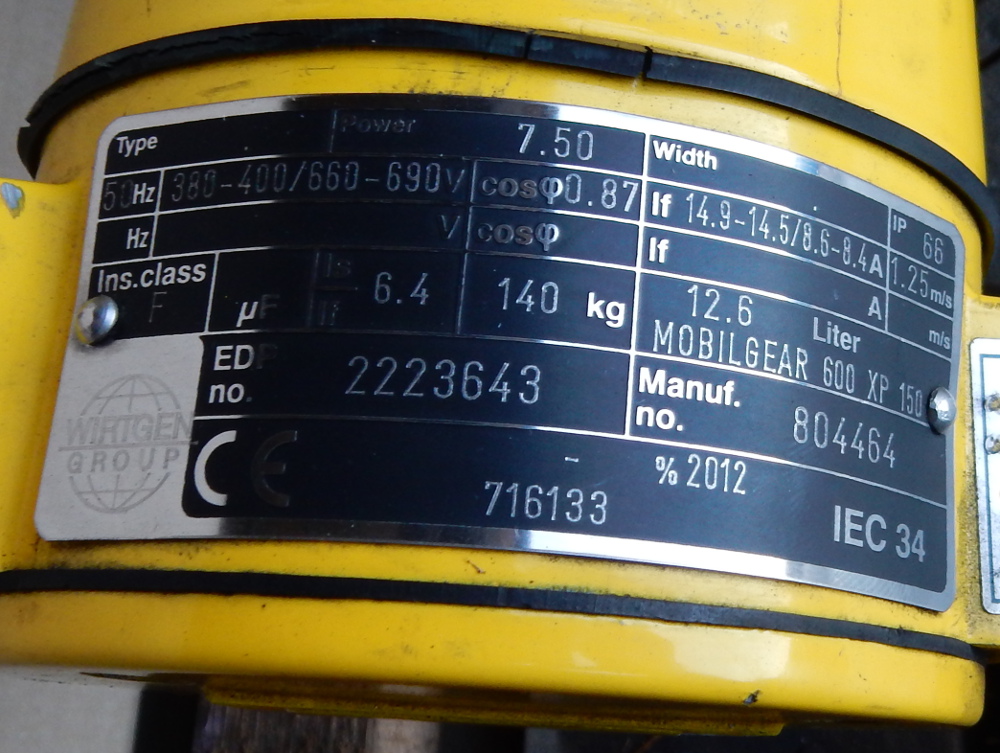 Type Power 7.50 Width
50Hz 380-400/660-690V cosφ0.87 If 14.9-14.5/8.6-8.4A IP 66
Hz V cosφ If A 1.25m/s
Ins.class F µF Is/If 6.4 140 kg 12.6 Liter m/s
MOBILGEAR 600 XP 150
EDP no. 2223643 Manuf. no. 804464
WIRTGEN
GROUP
CE - % 2012
716133 IEC 34